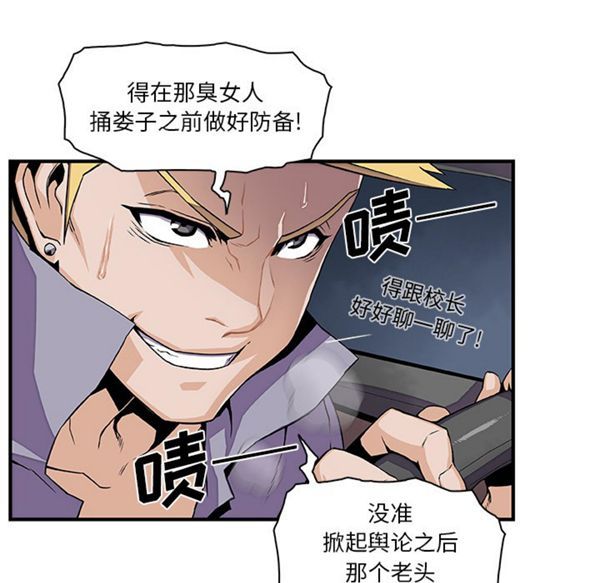 得在那臭女人
捅娄子之前做好防备!
啧一
得跟校长
好好聊一聊了!
啧一
没准
掀起舆论之后
那个老头